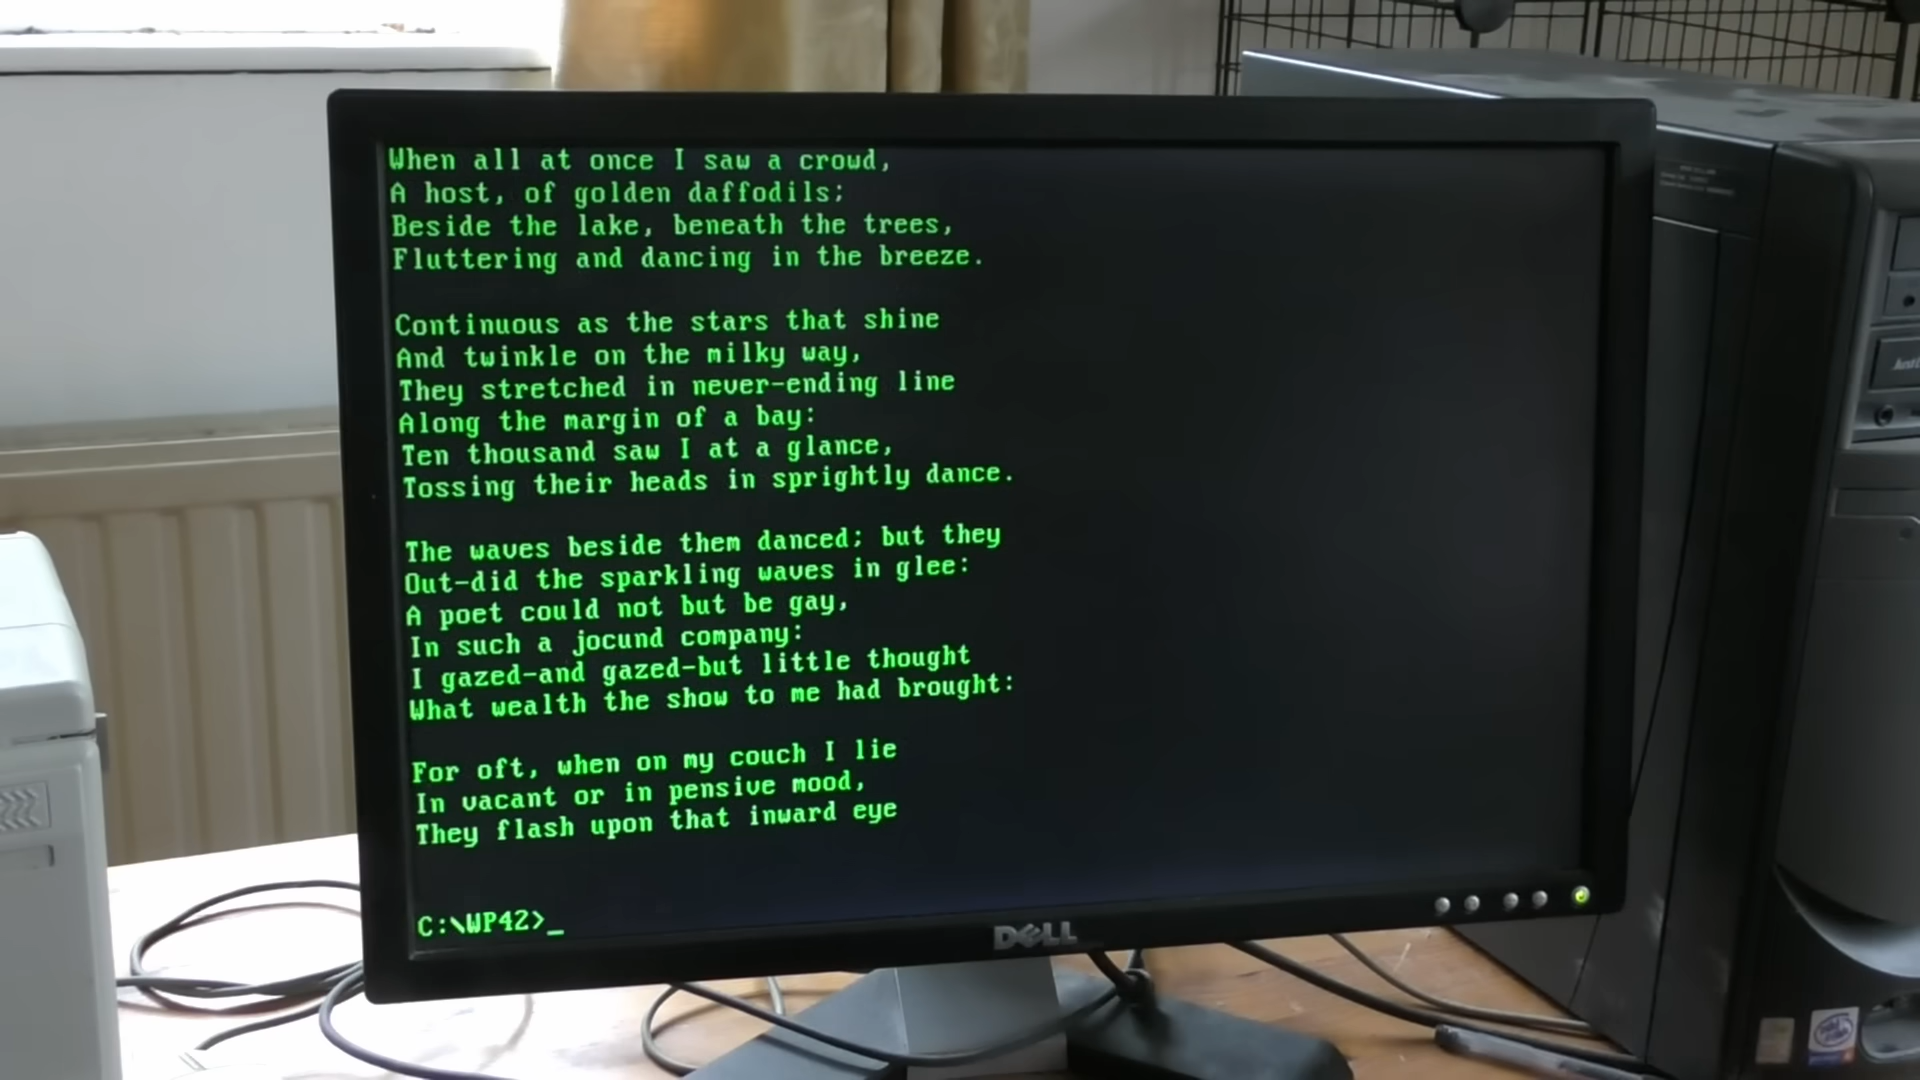 When all at once I saw a crowd,
A host, of golden daffodils;
Beside the lake, beneath the trees,
Fluttering and dancing in the breeze.
Continuous as the stars that shine
And twinkle on the milky way,
They stretched in never-ending line
Along the margin of a bay:
Ten thousand saw I at a glance,
Tossing their heads in sprightly dance.
The waves beside them danced; but they
Out-did the sparkling waves in glee:
A poet could not but be gay,
In such a jocund company:
I gazed-and gazed-but little thought
What wealth the show to me had brought:
For oft, when on my couch I lie
In vacant or in pensive mood,
They flash upon that inward eye
C:\WP42>_
DELL